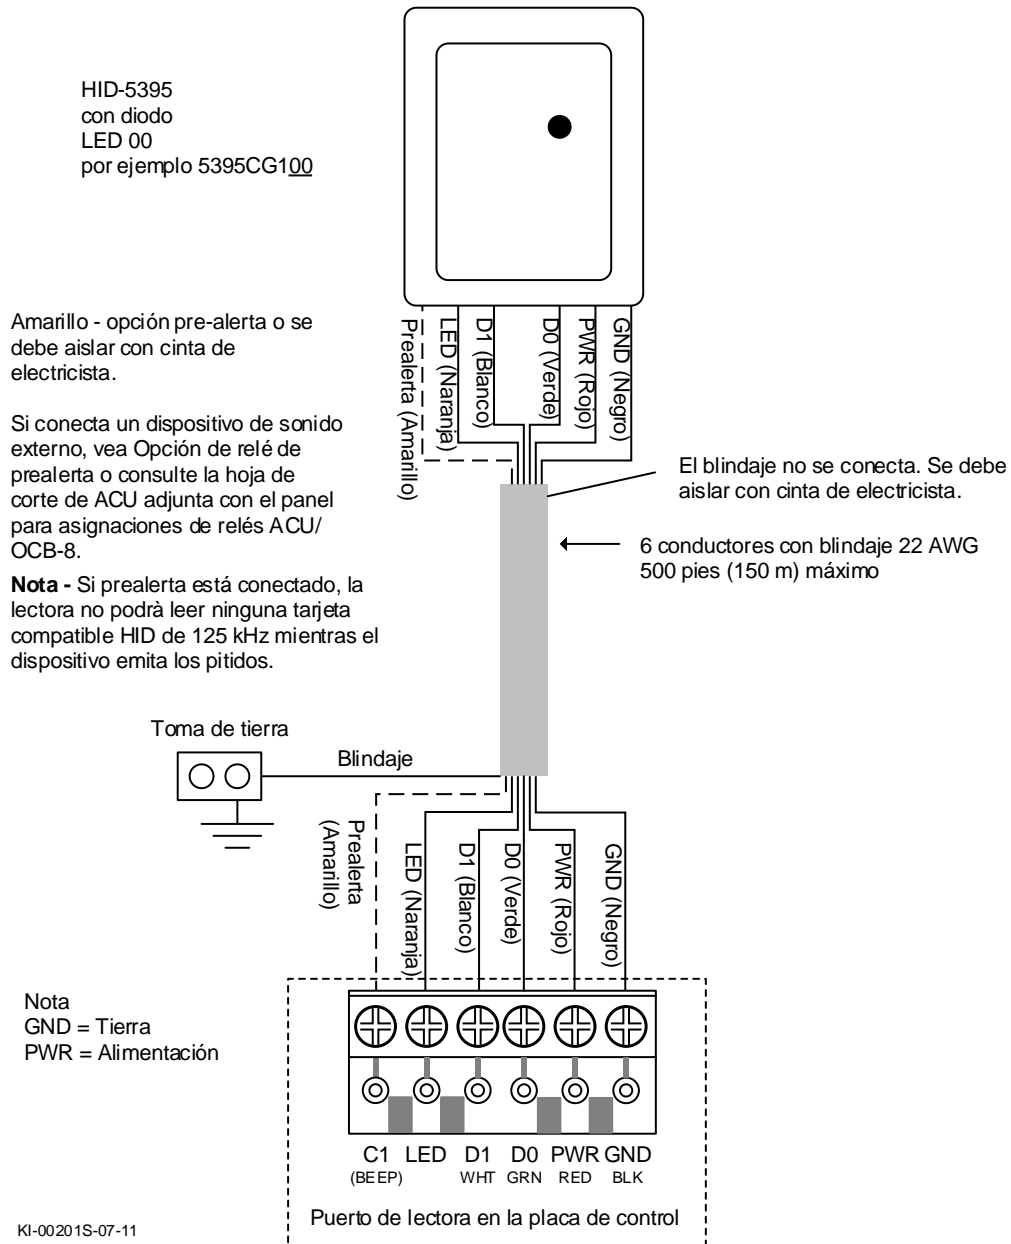 HID-5395
con diodo
LED 00
por ejemplo 5395CG100
Amarillo - opción pre-alerta o se
debe aislar con cinta de
electricista.
Si conecta un dispositivo de sonido
externo, vea Opción de relé de
prealerta o consulte la hoja de
corte de ACU adjunta con el panel
para asignaciones de relés ACU/
OCB-8.
Nota - Si prealerta está conectado, la
lectora no podrà leer ninguna tarjeta
compatible HID de 125 kHz mientras el
dispositivo emita los pitidos.
Prealerta (Amarillo)
LED (Naranja)
D1 (Blanco)
D0 (Verde)
PWR (Rojo)
GND (Negro)
El blindaje no se conecta. Se debe
aislar con cinta de electricista.
6 conductores con blindaje 22 AWG
500 pies (150 m) máximo
Toma de tierra
Blindaje
Prealerta
(Amarillo)
LED (Naranja)
D1 (Blanco)
D0 (Verde)
PWR (Rojo)
GND (Negro)
Nota
GND = Tierra
PWR = Alimentación
C1 LED D1 D0 PWR GND
(BEEP) WHT GRN RED BLK
Puerto de lectora en la placa de control
KI-00201S-07-11